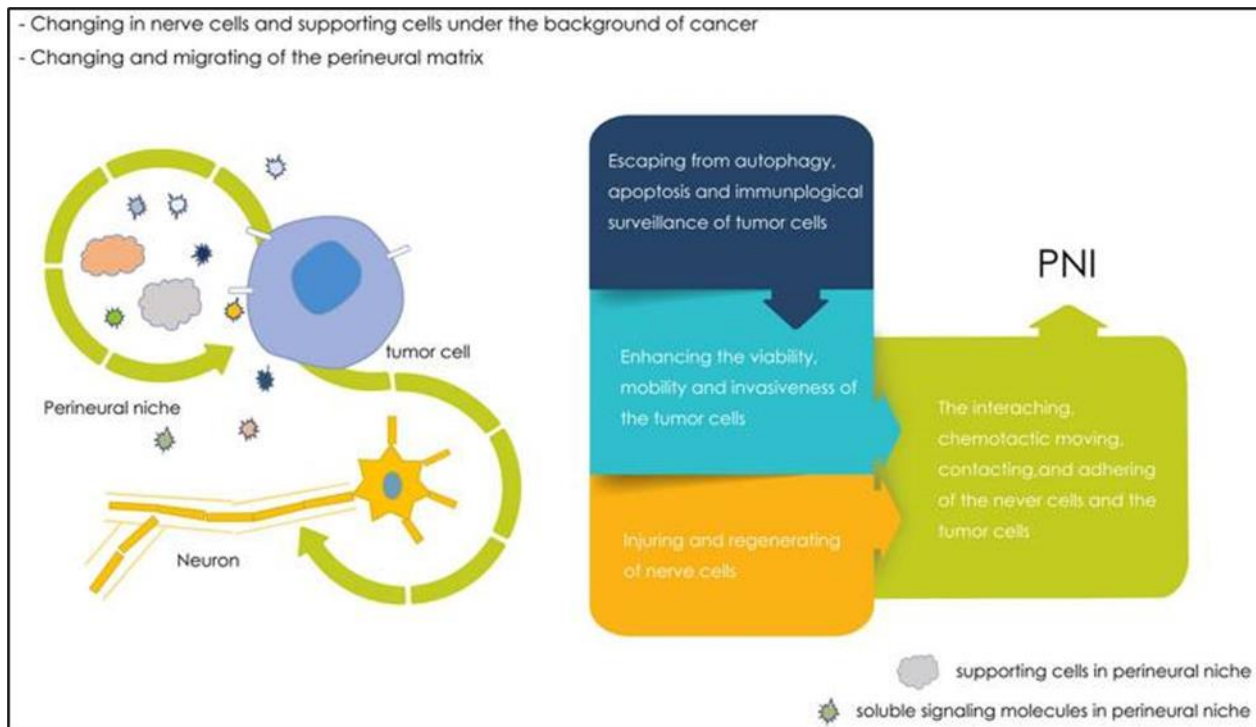 - Changing in nerve cells and supporting cells under the background of cancer
- Changing and migrating of the perineural matrix
tumor cell
Perineural niche
Neuron
Escaping from autophagy,
apoptosis and immunplogical
surveillance of tumor cells
Enhancing the viability,
mobility and invasiveness of
the tumor cells
Injuring and regenerating
of nerve cells
PNI
The interaching,
chemotactic moving,
contacting,and adhering
of the never cells and the
tumor cells
supporting cells in perineural niche
soluble signaling molecules in perineural niche